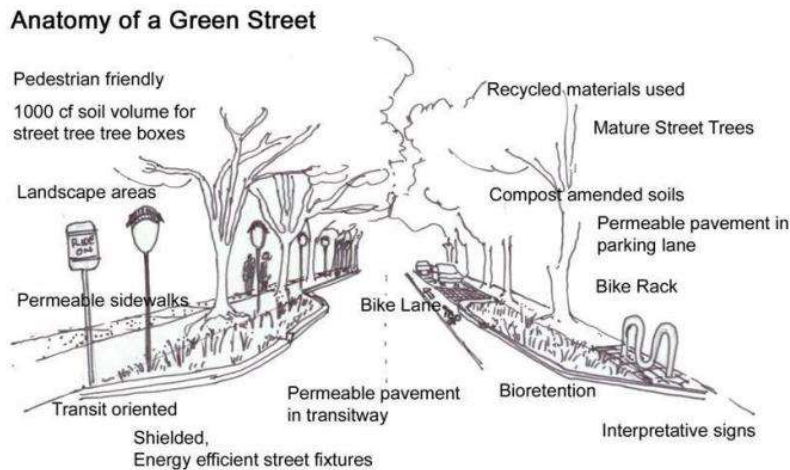 Anatomy of a Green Street
Pedestrian friendly
1000 cf soil volume for
street tree tree boxes
Landscape areas
RIDE
ON
Permeable sidewalks
Transit oriented
Shielded,
Energy efficient street fixtures
Permeable pavement
in transitway
Bike Lane
Recycled materials used
Mature Street Trees
Compost amended soils
Permeable pavement in
parking lane
Bike Rack
Bioretention
Interpretative signs